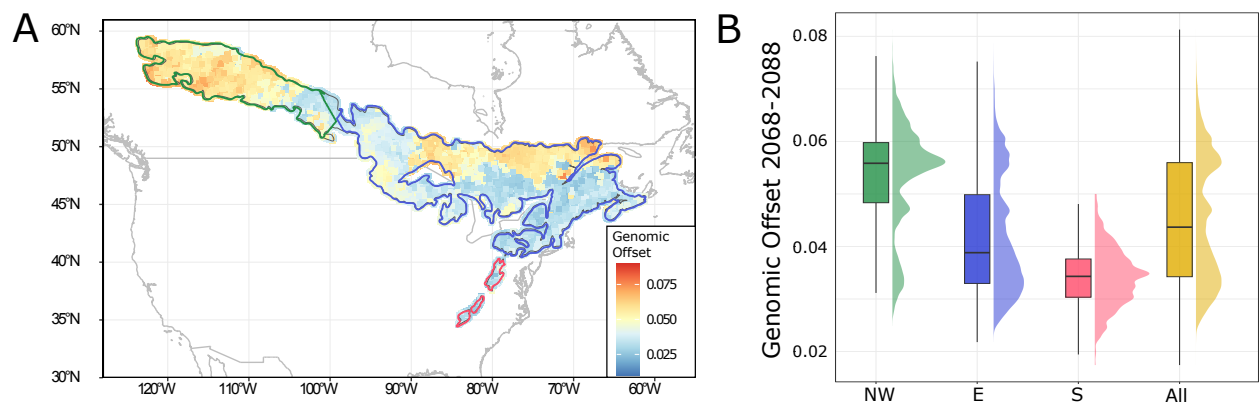 A
60°N
55°N
50°N
45°N
40°N
35°N
30°N
120°W
110°W
100°W
90°W
80°W
70°W
60°W
Genomic
Offset
0.075
0.050
0.025
B
Genomic Offset 2068-2088
0.08
0.06
0.04
0.02
NW
E
S
All